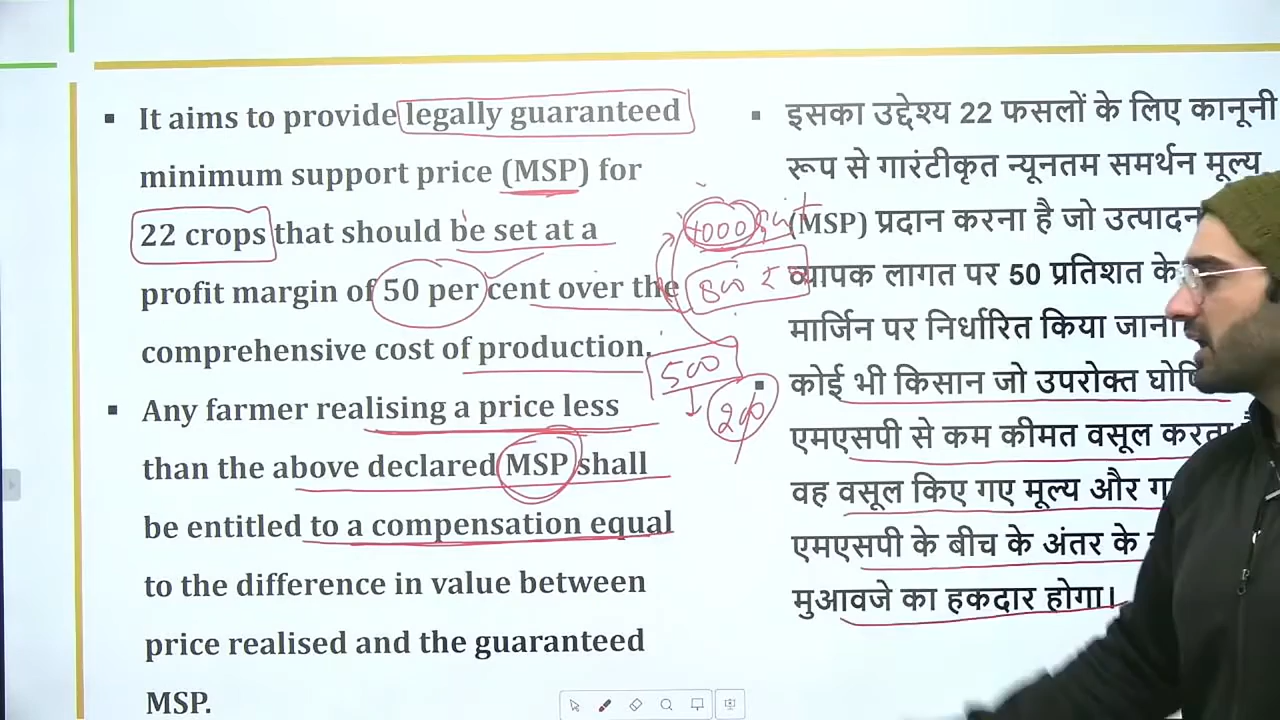 It aims to provide legally guaranteed
minimum support price (MSP) for
22 crops that should be set at a
profit margin of 50 per cent over the
comprehensive cost of production.
Any farmer realising a price less
than the above declared MSP shall
be entitled to a compensation equal
to the difference in value between
price realised and the guaranteed
MSP.
1000
800 ₹
500
200
इसका उद्देश्य 22 फसलों के लिए कानूनी
रूप से गारंटीकृत न्यूनतम समर्थन मूल्य
(MSP) प्रदान करना है जो उत्पादन
व्यापक लागत पर 50 प्रतिशत के
मार्जिन पर निर्धारित किया जाना
कोई भी किसान जो उपरोक्त
एमएसपी से कम कीमत वसूल करता
वह वसूल किए गए मूल्य और
एमएसपी के बीच के अंतर के
मुआवजे का हकदार होगा।